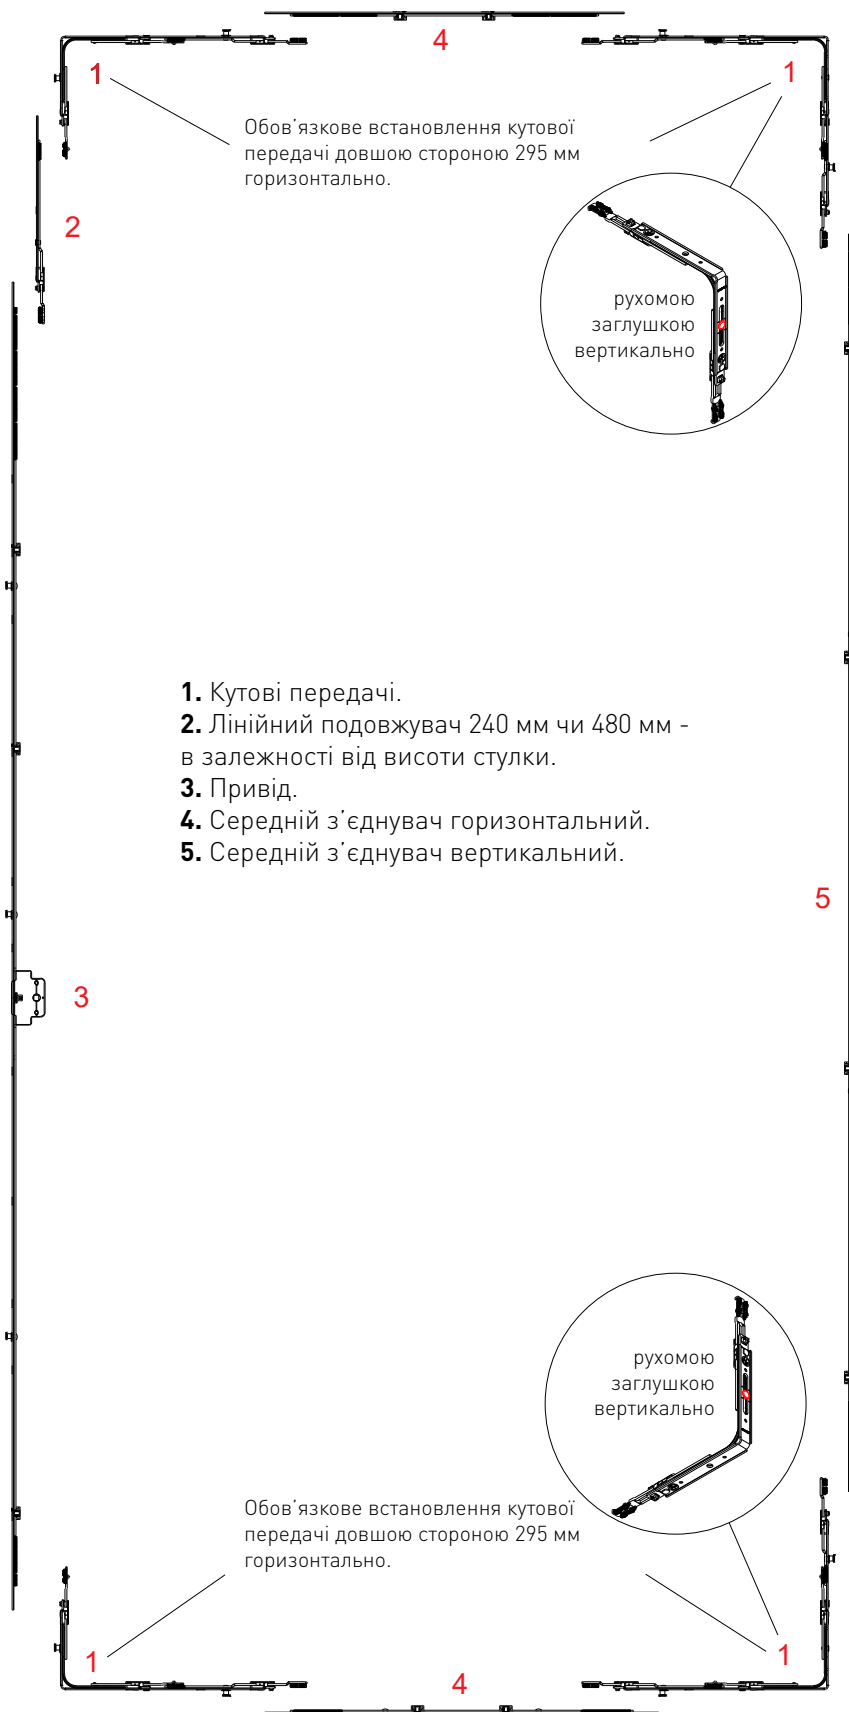 4
1
1
Обов’язкове встановлення кутової
передачі довшою стороною 295 мм
горизонтально.
2
рухомою
заглушкою
вертикально
1. Кутові передачі.
2. Лінійний подовжувач 240 мм чи 480 мм -
в залежності від висоти стулки.
3. Привід.
4. Середній з’єднувач горизонтальний.
5. Середній з’єднувач вертикальний.
5
3
рухомою
заглушкою
вертикально
Обов’язкове встановлення кутової
передачі довшою стороною 295 мм
горизонтально.
1
1
4